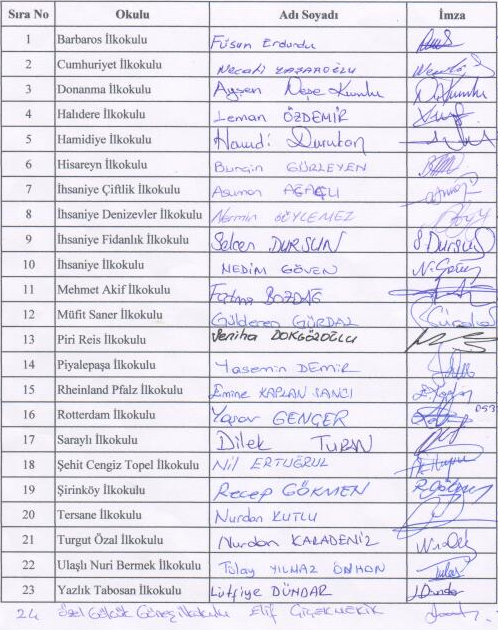 Sıra No Okulu Adı Soyadı İmza
1 Barbaros İlkokulu Füsun Erdurdu
2 Cumhuriyet İlkokulu Necati YAZAROĞLU
3 Donanma İlkokulu Ayşen Neşe Kumlu
4 Halıdere İlkokulu Leman ÖZDEMİR
5 Hamidiye İlkokulu Hamdi Durukan
6 Hisareyn İlkokulu GÜRLEYEN
7 İhsaniye Çiftlik İlkokulu Asuman
8 İhsaniye Denizevler İlkokulu Nermin SÖYLEMEZ
9 İhsaniye Fidanlık İlkokulu Selcen DURSUN
10 İhsaniye İlkokulu NEDİM GÖVEN
11 Mehmet Akif İlkokulu Fatma BOZDAĞ
12 Müfit Saner İlkokulu Gülderen GÜRDAL
13 Piri Reis İlkokulu Seniha DOKGÖZOĞLU
14 Piyalepaşa İlkokulu Yasemin DEMİR
15 Rheinland Pfalz İlkokulu Emine KAPLAN SANCI
16 Rotterdam İlkokulu Yaşar GENÇER
17 Saraylı İlkokulu Dilek TURAN
18 Şehit Cengiz Topel İlkokulu Nil ERTUĞRUL
19 Şirinköy İlkokulu Recep GÖKMEN
20 Tersane İlkokulu Nurdan KUTLU
21 Turgut Özal İlkokulu Nurdan KARADENİZ
22 Ulaşlı Nuri Bermek İlkokulu Tülay YILMAZ ÖNHON
23 Yazlık Tabosan İlkokulu Lütfiye DÜNDAR
24 Özel Gölcük Güneş İlkokulu Elif ÇİÇEKMEKİK